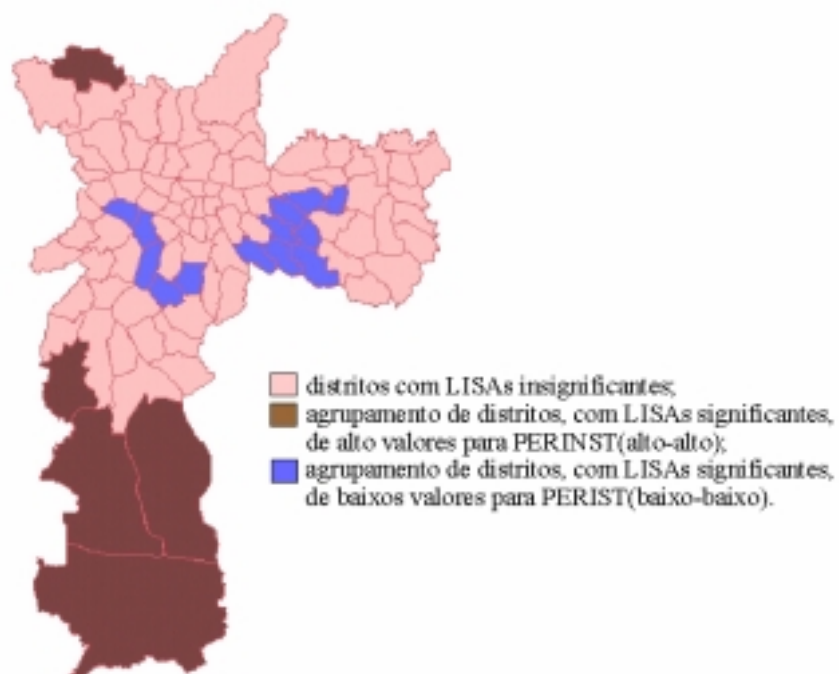 distritos com LISAs insignificantes;
agrupamento de distritos, com LISAs significantes,
de alto valores para PERINST(alto-alto);
agrupamento de distritos, com LISAs significantes,
de baixos valores para PERIST(baixo-baixo).